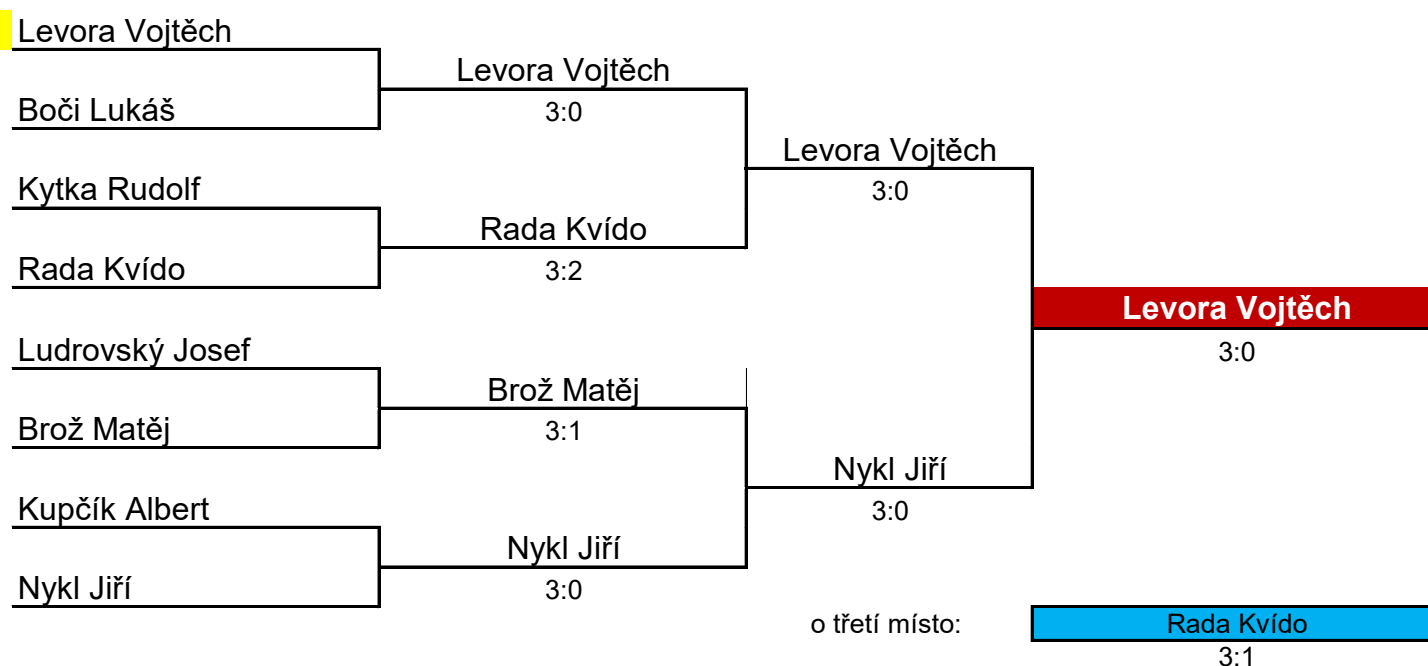 Levora Vojtěch
Levora Vojtěch
Boči Lukáš
3:0
Levora Vojtěch
Kytka Rudolf
3:0
Rada Kvído
Rada Kvído
3:2
Levora Vojtěch
Ludrovský Josef
3:0
Brož Matěj
Brož Matěj
3:1
Nykl Jiří
Kupčík Albert
3:0
Nykl Jiří
Nykl Jiří
3:0
o třetí místo:
Rada Kvído
3:1